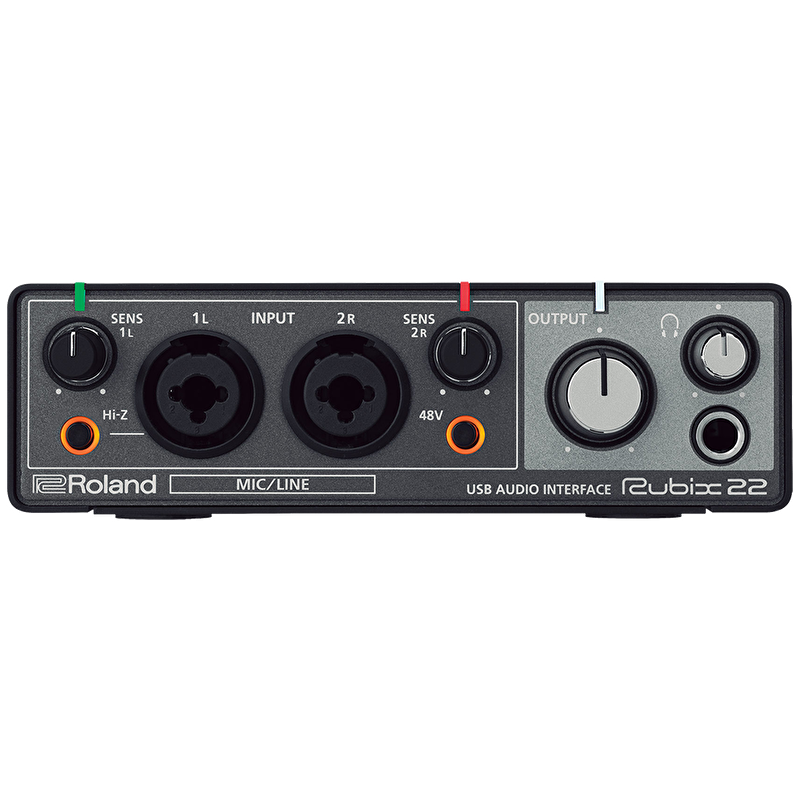 SENS
1L
1L
INPUT
2R
SENS
2R
OUTPUT
Hi-Z
48V
Roland
MIC/LINE
USB AUDIO INTERFACE
Rubix 22